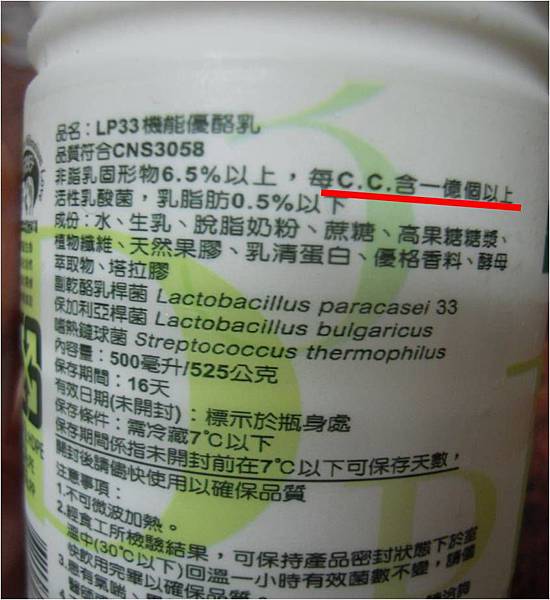 品名：LP33機能優酪乳
品質符合CNS3058
非脂乳固形物6.5%以上，每C.C.含一億個以上
活性乳酸菌，乳脂肪0.5%以下
成份：水、生乳、脫脂奶粉、蔗糖、高果糖糖漿、
植物纖維、天然果膠、乳清蛋白、優格香料、酵母
萃取物、塔拉膠
副乾酪乳桿菌 Lactobacillus paracasei 33
保加利亞桿菌 Lactobacillus bulgaricus
嗜熱鏈球菌 Streptococcus thermophilus
內容量：500毫升/525公克
保存期間：16天
有效日期(未開封)：標示於瓶身處
保存條件：需冷藏7℃以下
保存期間係指未開封前在7℃以下可保存天數，
開封後請儘快使用以確保品質
注意事項：
1.不可微波加熱。
2.經食工所檢驗結果，可保持產品密封狀態下於室
溫中(30℃以下)回溫一小時有效菌數不變，請儘
快飲用完畢以確保品質
3.患有氣喘、
4.醫師